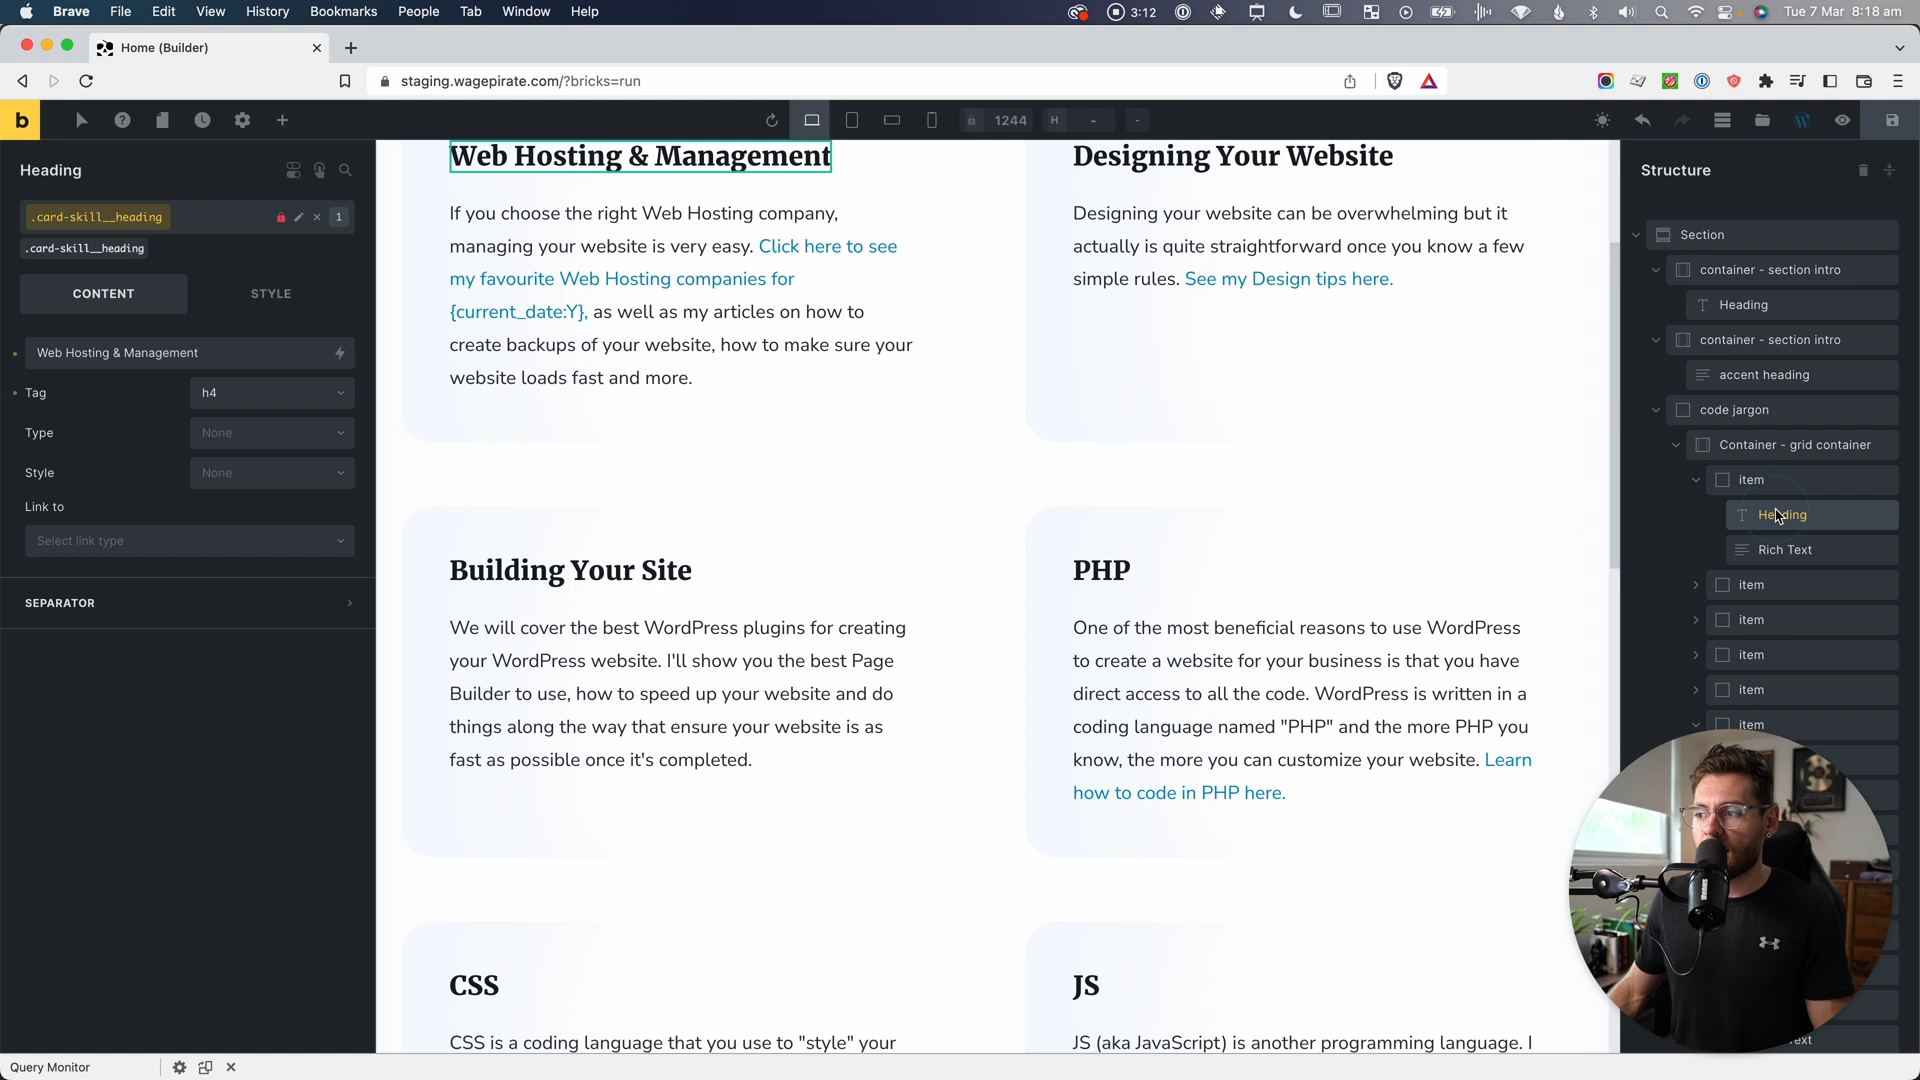 Brave File Edit View History Bookmarks People Tab Window Help
3:12
Tue 7 Mar 8:18 am
Home (Builder)
staging.wagepirate.com/?bricks=run
b
1244 H - -
Heading
.card-skill__heading 1
.card-skill__heading
CONTENT STYLE
Web Hosting & Management
Tag h4
Type None
Style None
Link to
Select link type
SEPARATOR
Web Hosting & Management
If you choose the right Web Hosting company,
managing your website is very easy. Click here to see
my favourite Web Hosting companies for
{current_date:Y}, as well as my articles on how to
create backups of your website, how to make sure your
website loads fast and more.
Designing Your Website
Designing your website can be overwhelming but it
actually is quite straightforward once you know a few
simple rules. See my Design tips here.
Building Your Site
We will cover the best WordPress plugins for creating
your WordPress website. I'll show you the best Page
Builder to use, how to speed up your website and do
things along the way that ensure your website is as
fast as possible once it's completed.
PHP
One of the most beneficial reasons to use WordPress
to create a website for your business is that you have
direct access to all the code. WordPress is written in a
coding language named "PHP" and the more PHP you
know, the more you can customize your website. Learn
how to code in PHP here.
CSS
CSS is a coding language that you use to "style" your
JS
JS (aka JavaScript) is another programming language. I
Structure
Section
container - section intro
Heading
container - section intro
accent heading
code jargon
Container - grid container
item
Heading
Rich Text
item
item
item
item
item
Query Monitor